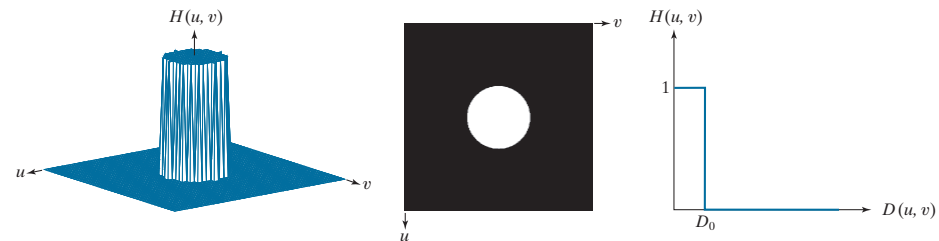 H(u, v)
u
v
v
u
H(u, v)
1
D₀
D(u, v)